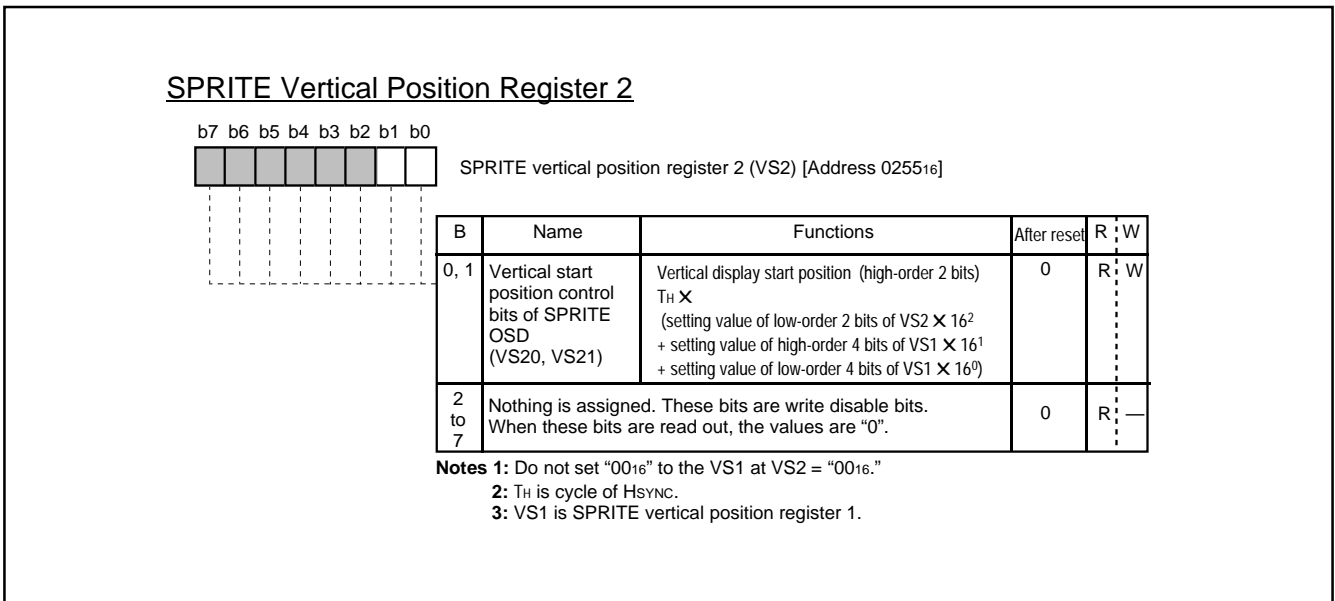 SPRITE Vertical Position Register 2
b7 b6 b5 b4 b3 b2 b1 b0
SPRITE vertical position register 2 (VS2) [Address 0255₁₆]
B Name Functions After reset R W
0, 1 Vertical start position control bits of SPRITE OSD (VS20, VS21)
Vertical display start position (high-order 2 bits)
TH ✕
(setting value of low-order 2 bits of VS2 ✕ 16²
+ setting value of high-order 4 bits of VS1 ✕ 16¹
+ setting value of low-order 4 bits of VS1 ✕ 16⁰)
0 R W
2 to 7
Nothing is assigned. These bits are write disable bits.
When these bits are read out, the values are “0”.
0 R —
Notes 1: Do not set “00₁₆” to the VS1 at VS2 = “00₁₆.”
2: TH is cycle of HSYNC.
3: VS1 is SPRITE vertical position register 1.